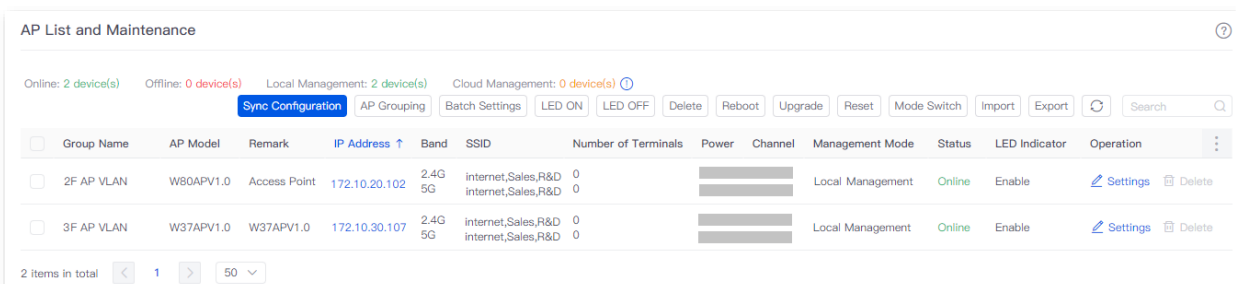 AP List and Maintenance
Online: 2 device(s) Offline: 0 device(s) Local Management: 2 device(s) Cloud Management: 0 device(s)
Sync Configuration AP Grouping Batch Settings LED ON LED OFF Delete Reboot Upgrade Reset Mode Switch Import Export Search
Group Name AP Model Remark IP Address ↑ Band SSID Number of Terminals Power Channel Management Mode Status LED Indicator Operation
2F AP VLAN W80APV1.0 Access Point 172.10.20.102 2.4G internet,Sales,R&D 0 Local Management Online Enable Settings Delete
5G internet,Sales,R&D 0
3F AP VLAN W37APV1.0 W37APV1.0 172.10.30.107 2.4G internet,Sales,R&D 0 Local Management Online Enable Settings Delete
5G internet,Sales,R&D 0
2 items in total < 1 > 50